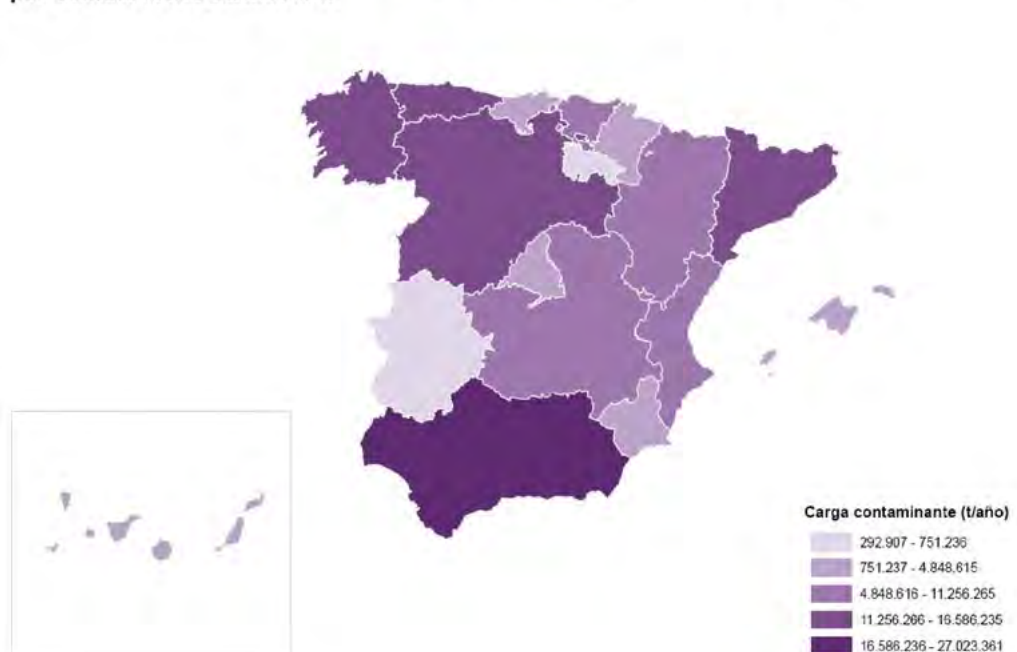 Carga contaminante (t/año)
292.907 - 751.236
751.237 - 4.848.615
4.848.616 - 11.256.265
11.256.266 - 16.586.235
16.586.236 - 27.023.361